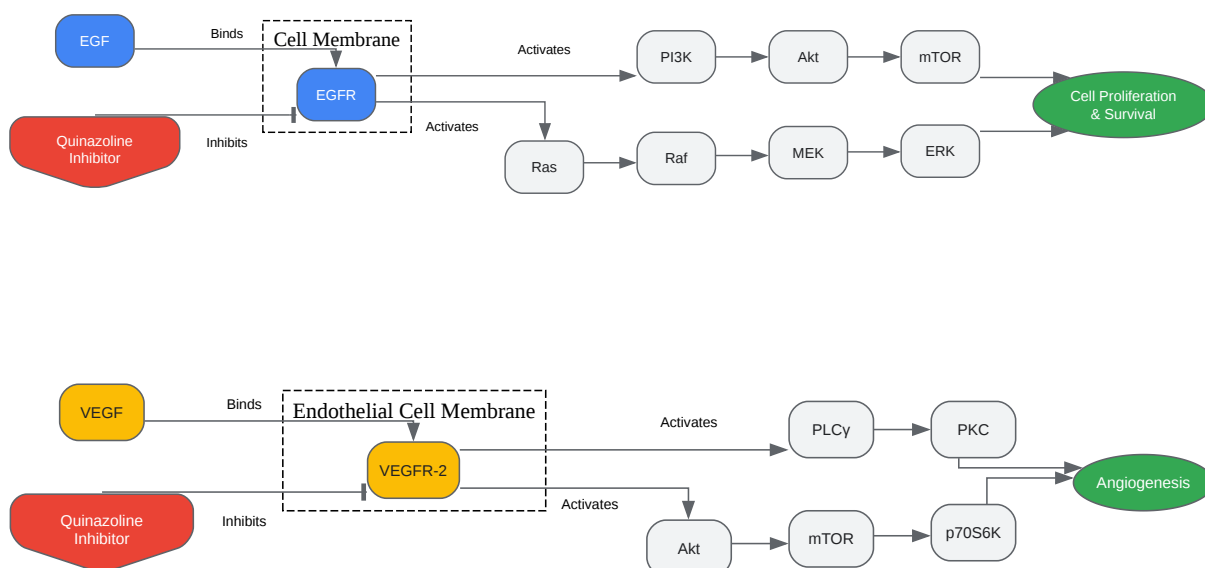 EGF
Binds
Cell Membrane
EGFR
Activates
PI3K
Akt
mTOR
Cell Proliferation
& Survival
Quinazoline
Inhibitor
Inhibits
Activates
Ras
Raf
MEK
ERK
VEGF
Binds
Endothelial Cell Membrane
VEGFR-2
Activates
PLCγ
PKC
Angiogenesis
Quinazoline
Inhibitor
Inhibits
Activates
Akt
mTOR
p70S6K